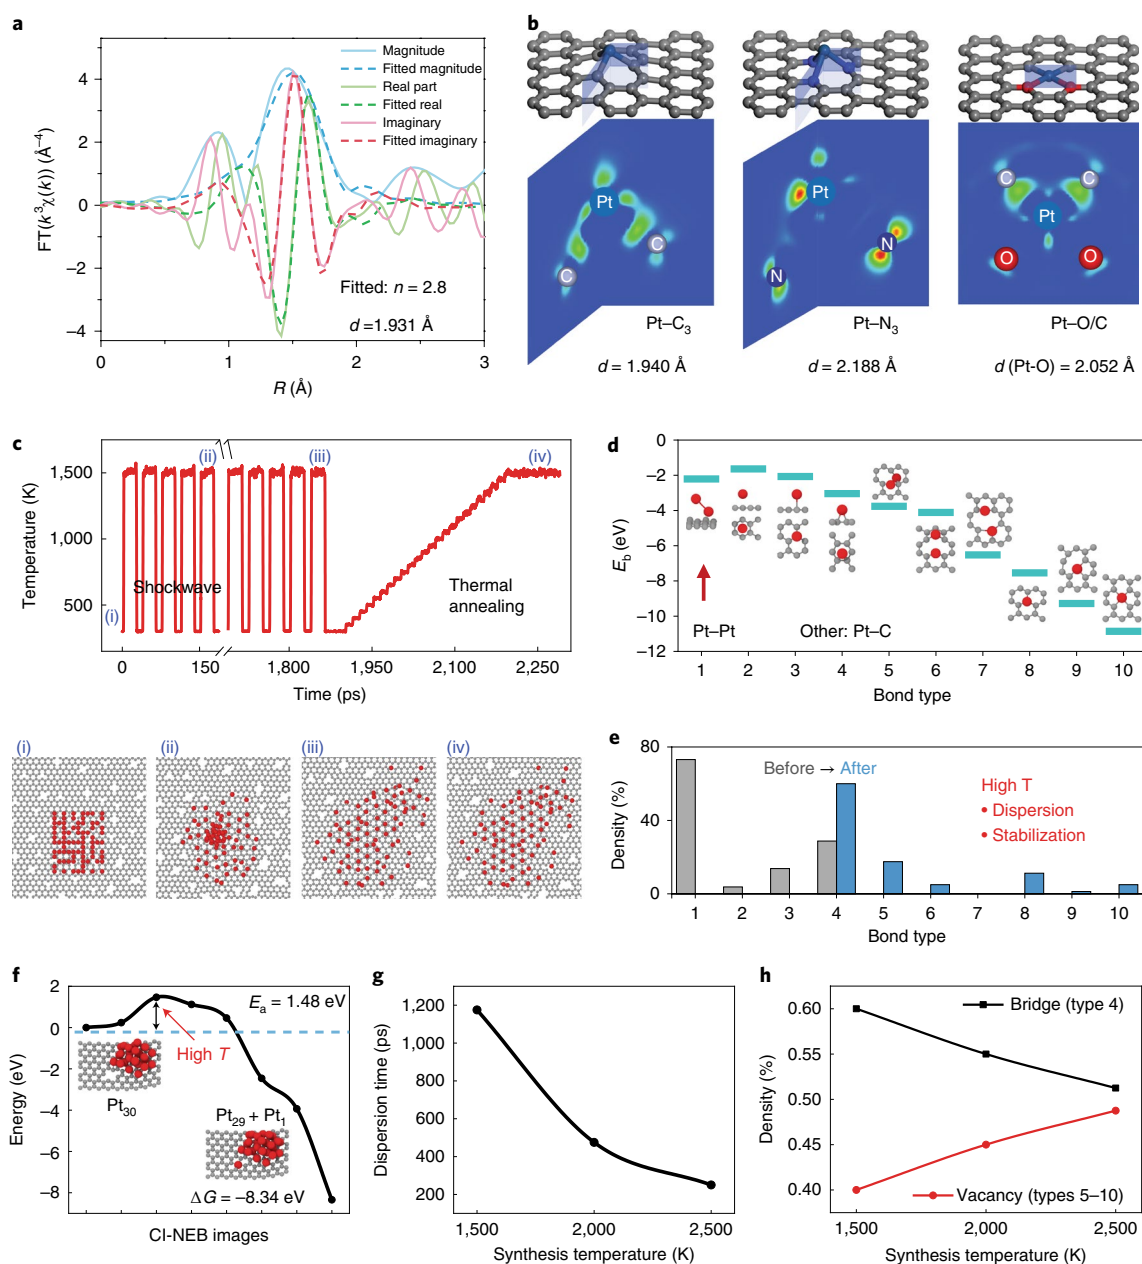 a
FT(k³χ(k)) (Å⁻⁴)
4
2
0
−2
−4
0
1
2
3
R (Å)
Magnitude
Fitted magnitude
Real part
Fitted real
Imaginary
Fitted imaginary
Fitted: n = 2.8
d =1.931 Å
b
Pt
C
C
Pt–C₃
d = 1.940 Å
Pt
N
N
Pt–N₃
d = 2.188 Å
C
C
Pt
O
O
Pt–O/C
d (Pt-O) = 2.052 Å
c
Temperature (K)
1,500
1,000
500
(i)
(ii)
(iii)
(iv)
Shockwave
Thermal
annealing
0
150
1,800
1,950
2,100
2,250
Time (ps)
(i)
(ii)
(iii)
(iv)
d
E_b (eV)
0
−2
−4
−6
−8
−10
−12
Pt–Pt
Other: Pt–C
1 2 3 4 5 6 7 8 9 10
Bond type
e
Density (%)
80
40
0
Before → After
High T
• Dispersion
• Stabilization
1 2 3 4 5 6 7 8 9 10
Bond type
f
Energy (eV)
2
0
−2
−4
−6
−8
Eₐ = 1.48 eV
High T
Pt₃₀
Pt₂₉ + Pt₁
ΔG = −8.34 eV
CI-NEB images
g
Dispersion time (ps)
1,200
1,000
800
600
400
200
1,500
2,000
2,500
Synthesis temperature (K)
h
Density (%)
0.60
0.55
0.50
0.45
0.40
Bridge (type 4)
Vacancy (types 5–10)
1,500
2,000
2,500
Synthesis temperature (K)